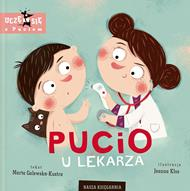 UCZĘ SIĘ
z Puciem
PUCIO
U LEKARZA
tekst
Marta Galewska-Kustra
ilustracje
Joanna Kłos
NASZA KSIĘGARNIA